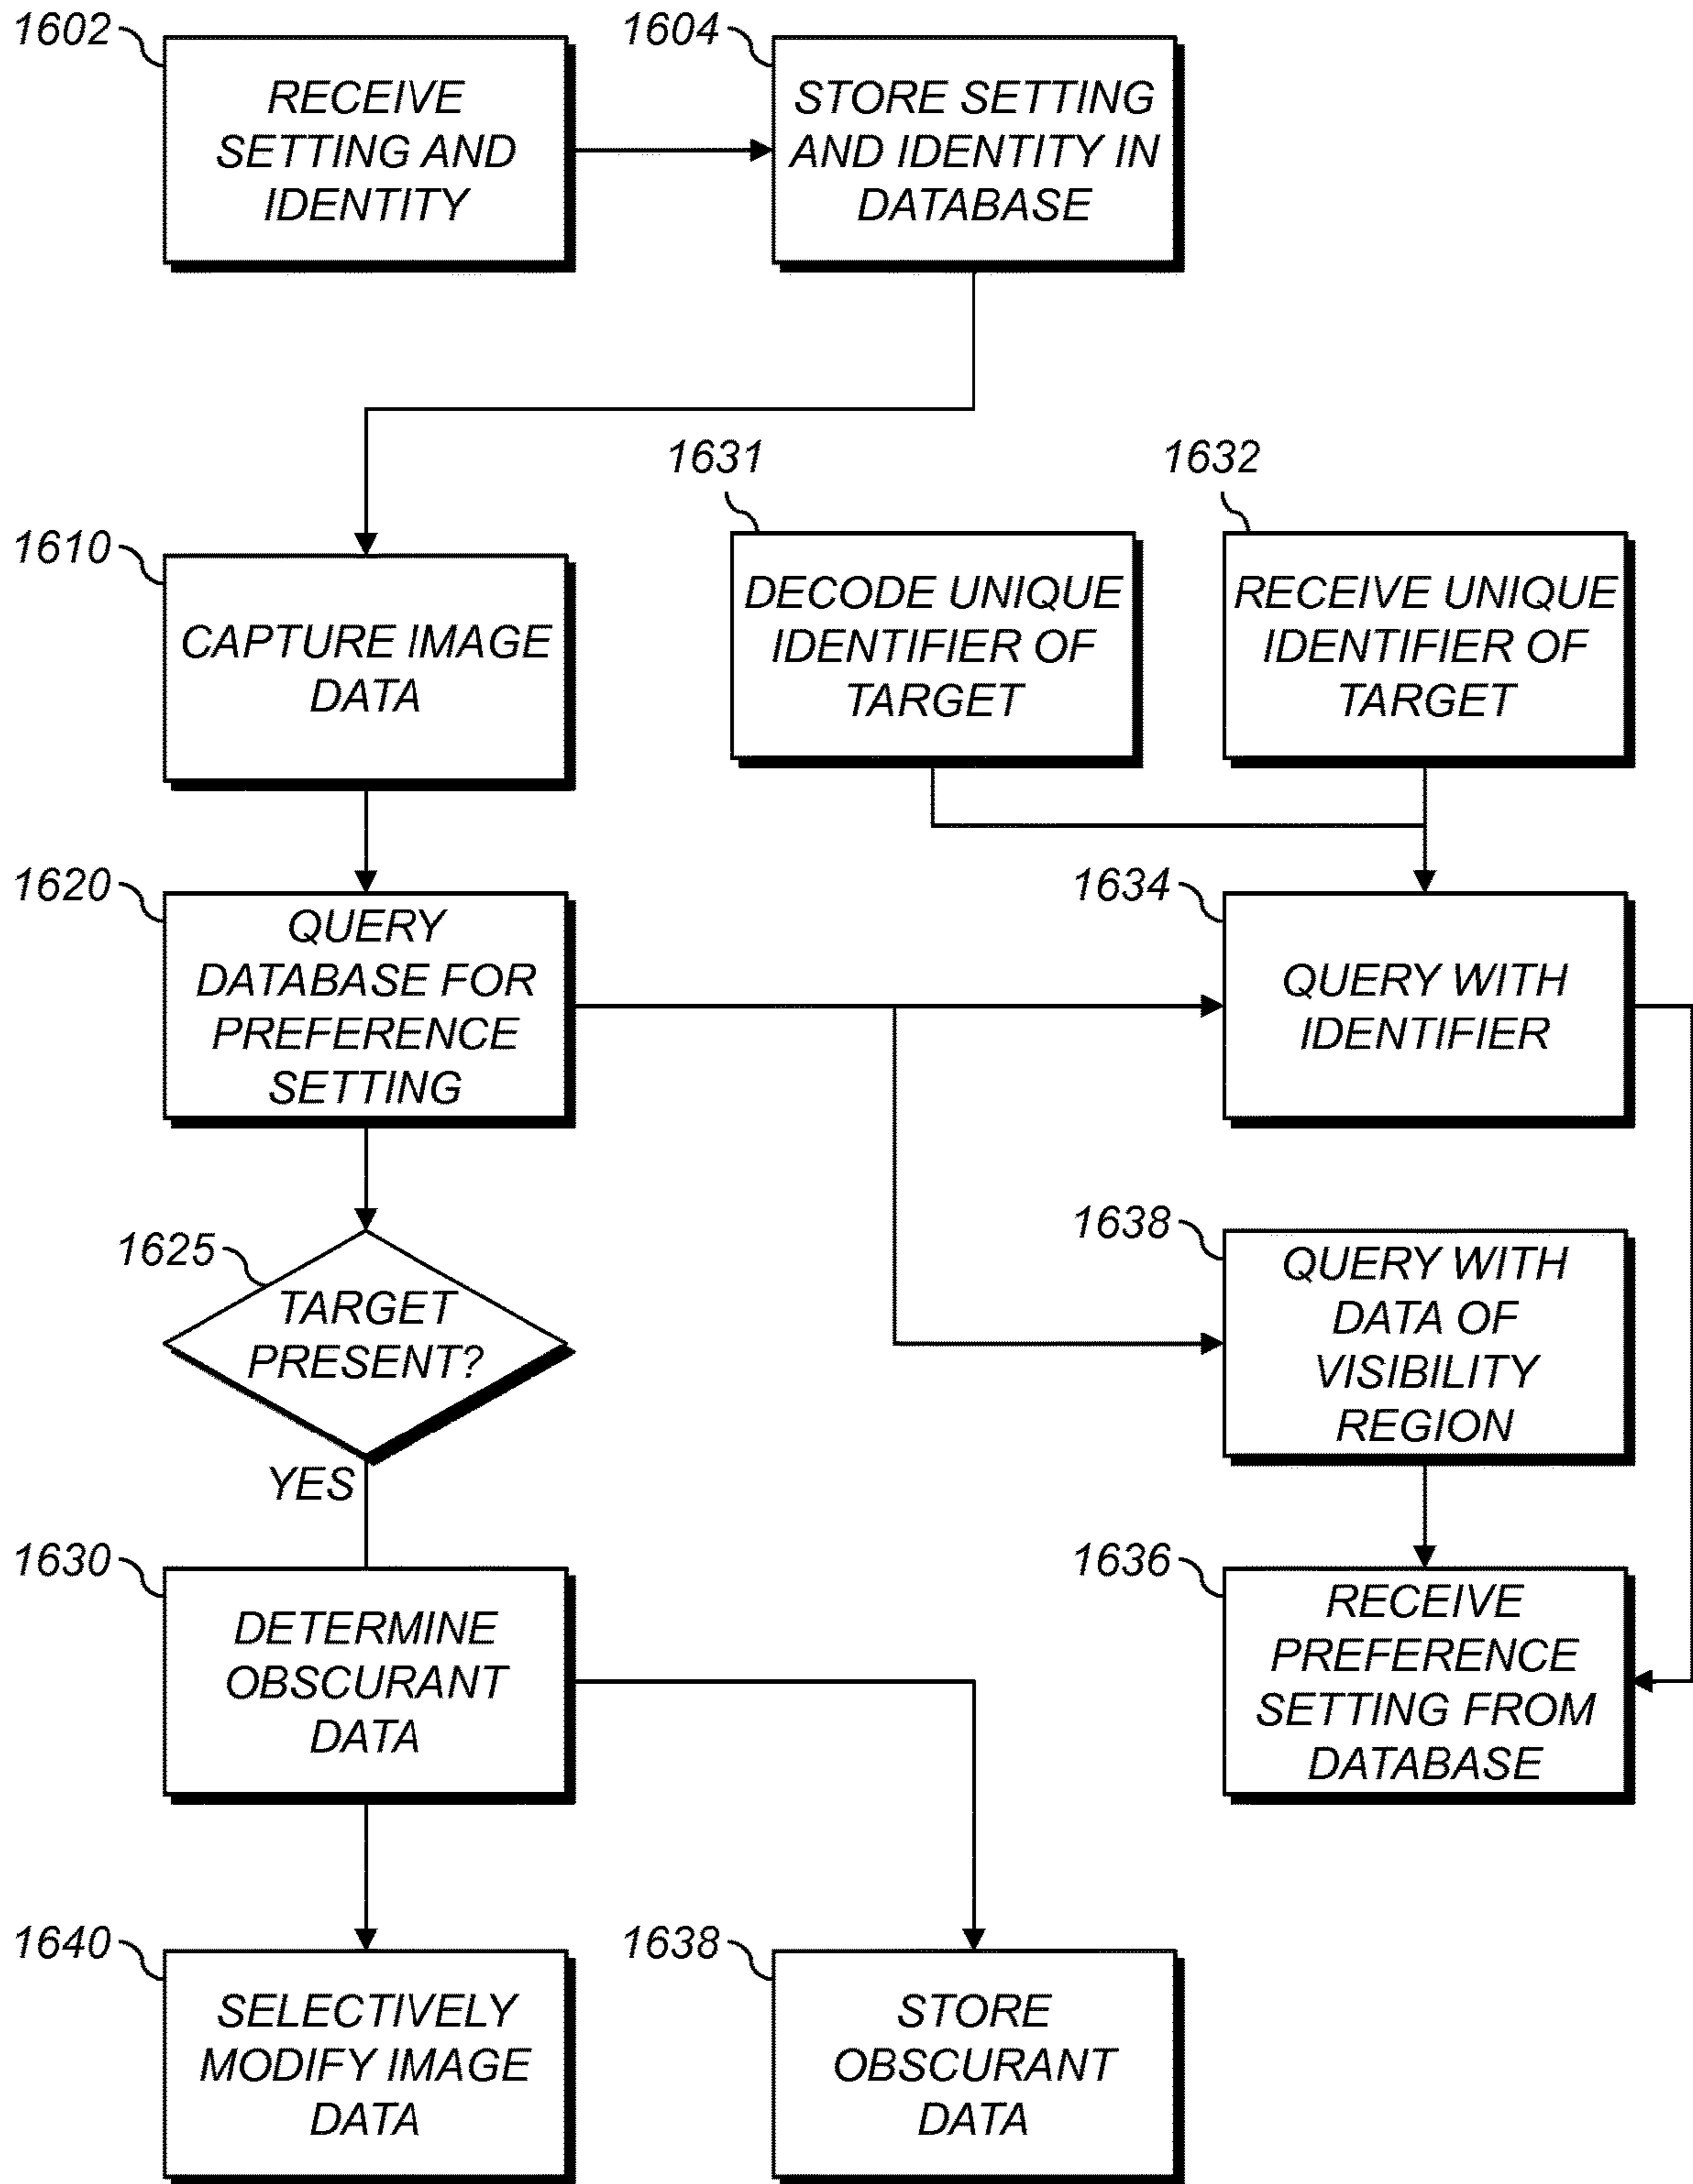 1602
RECEIVE
SETTING AND
IDENTITY
1604
STORE SETTING
AND IDENTITY IN
DATABASE
1610
CAPTURE IMAGE
DATA
1631
DECODE UNIQUE
IDENTIFIER OF
TARGET
1632
RECEIVE UNIQUE
IDENTIFIER OF
TARGET
1620
QUERY
DATABASE FOR
PREFERENCE
SETTING
1634
QUERY WITH
IDENTIFIER
1625
TARGET
PRESENT?
YES
1638
QUERY WITH
DATA OF
VISIBILITY
REGION
1630
DETERMINE
OBSCURANT
DATA
1636
RECEIVE
PREFERENCE
SETTING FROM
DATABASE
1640
SELECTIVELY
MODIFY IMAGE
DATA
1638
STORE
OBSCURANT
DATA